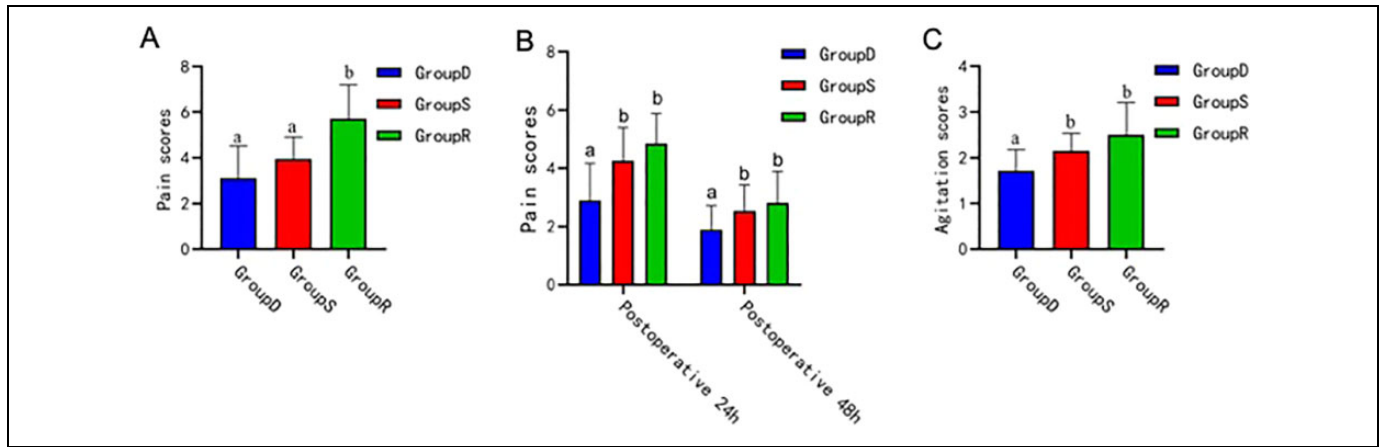 A
Pain scores
8
6
4
2
0
a
a
b
GroupD
GroupS
GroupR
GroupD
GroupS
GroupR
B
Pain scores
8
6
4
2
0
a
b
b
a
b
b
GroupD
GroupS
GroupR
Postoperative 24h
Postoperative 48h
C
Agitation scores
4
3
2
1
0
a
b
b
GroupD
GroupS
GroupR
GroupD
GroupS
GroupR